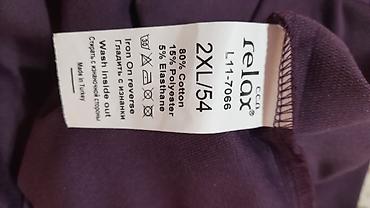 relax
ECRU
L11-7066
2XL/54
80% Cotton
15% Polyester
5% Elasthane
Iron On reverse
Гладить с изнанки
Wash inside out
Стирать с изнаночной стороны
Made in Turkey